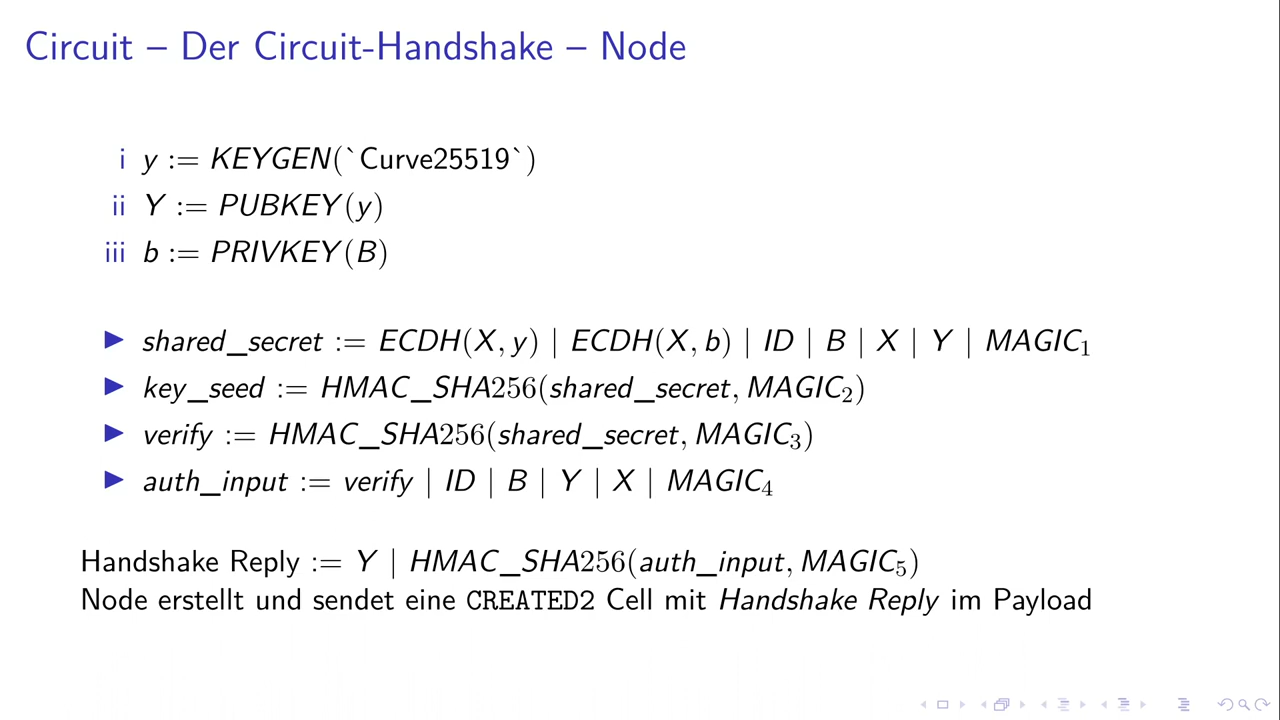 Circuit – Der Circuit-Handshake – Node
i y := KEYGEN(`Curve25519`)
ii Y := PUBKEY(y)
iii b := PRIVKEY(B)
▶ shared_secret := ECDH(X, y) | ECDH(X, b) | ID | B | X | Y | MAGIC₁
▶ key_seed := HMAC_SHA256(shared_secret, MAGIC₂)
▶ verify := HMAC_SHA256(shared_secret, MAGIC₃)
▶ auth_input := verify | ID | B | Y | X | MAGIC₄
Handshake Reply := Y | HMAC_SHA256(auth_input, MAGIC₅)
Node erstellt und sendet eine CREATED2 Cell mit Handshake Reply im Payload